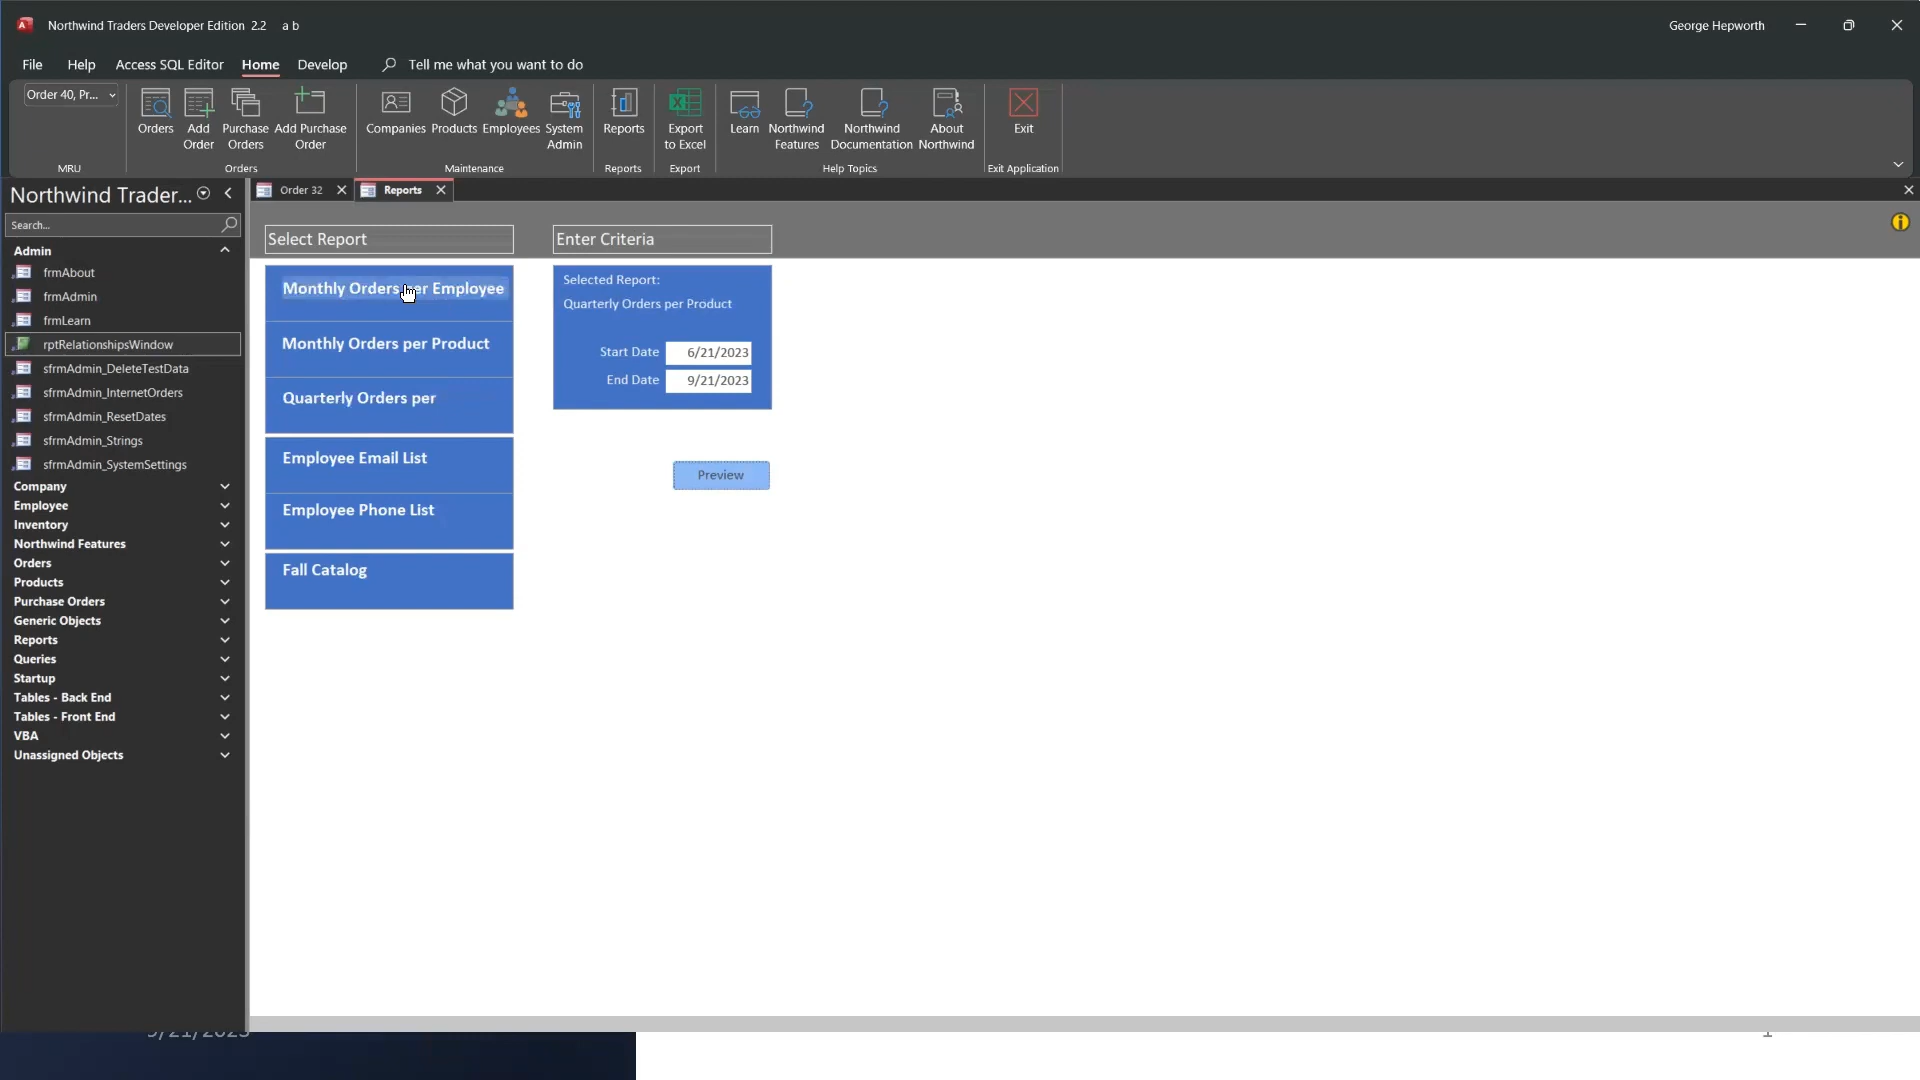 Northwind Traders Developer Edition 2.2 a b
George Hepworth
File Help Access SQL Editor Home Develop Tell me what you want to do
Order 40, Pr...
Orders
Add Order
Purchase Orders
Add Purchase Order
Companies
Products
Employees
System Admin
Reports
Export to Excel
Learn
Northwind Features
Northwind Documentation
About Northwind
Exit
MRU Orders Maintenance Reports Export Help Topics Exit Application
Northwind Trader...
Search...
Admin
frmAbout
frmAdmin
frmLearn
rptRelationshipsWindow
sfrmAdmin_DeleteTestData
sfrmAdmin_InternetOrders
sfrmAdmin_ResetDates
sfrmAdmin_Strings
sfrmAdmin_SystemSettings
Company
Employee
Inventory
Northwind Features
Orders
Products
Purchase Orders
Generic Objects
Reports
Queries
Startup
Tables - Back End
Tables - Front End
VBA
Unassigned Objects
Order 32
Reports
Select Report
Monthly Orders per Employee
Monthly Orders per Product
Quarterly Orders per
Employee Email List
Employee Phone List
Fall Catalog
Enter Criteria
Selected Report:
Quarterly Orders per Product
Start Date 6/21/2023
End Date 9/21/2023
Preview
9/21/2023